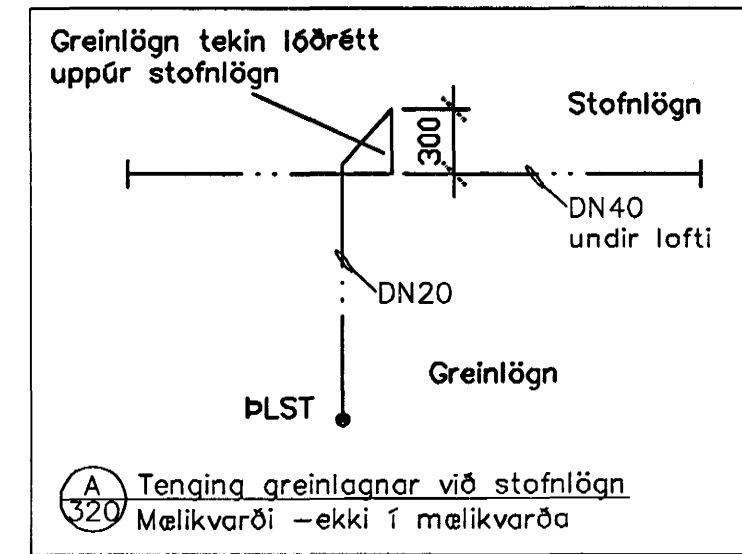 Greinlögn tekin lóðrétt
uppúr stofnlögn
Stofnlögn
300
DN40
undir lofti
DN20
Greinlögn
ÞLST
A
320
Tenging greinlagnar við stofnlögn
Mælikvarði -ekki í mælikvarða